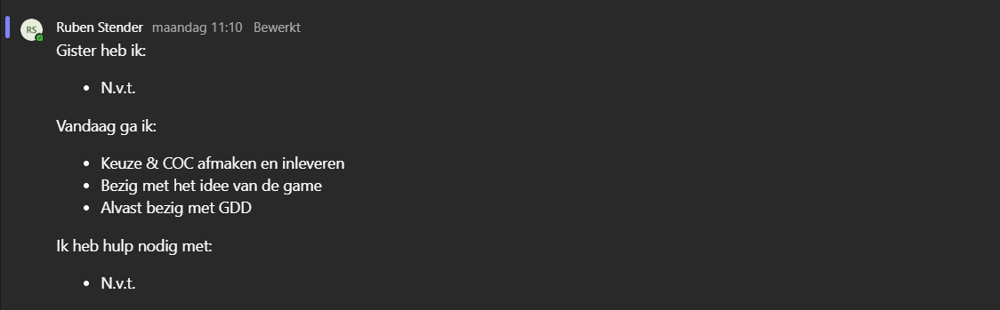 RS
Ruben Stender maandag 11:10 Bewerkt
Gister heb ik:
• N.v.t.
Vandaag ga ik:
• Keuze & COC afmaken en inleveren
• Bezig met het idee van de game
• Alvast bezig met GDD
Ik heb hulp nodig met:
• N.v.t.